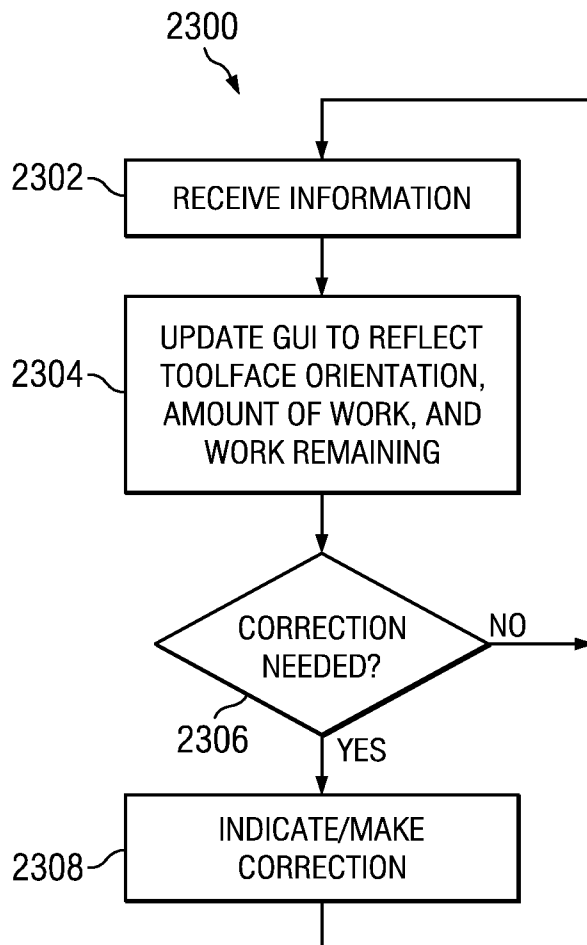 2300
2302
RECEIVE INFORMATION
2304
UPDATE GUI TO REFLECT
TOOLFACE ORIENTATION,
AMOUNT OF WORK, AND
WORK REMAINING
CORRECTION
NEEDED?
NO
2306
YES
2308
INDICATE/MAKE
CORRECTION